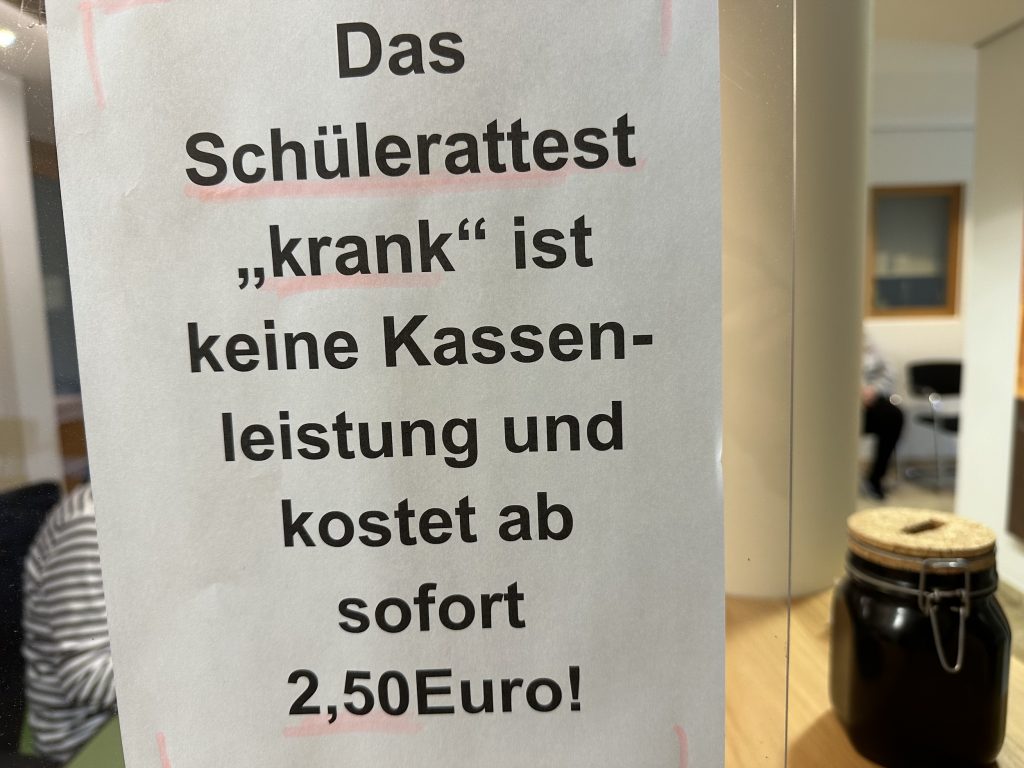 Das
Schülerattest
„krank“ ist
keine Kassen-
leistung und
kostet ab
sofort
2,50Euro!